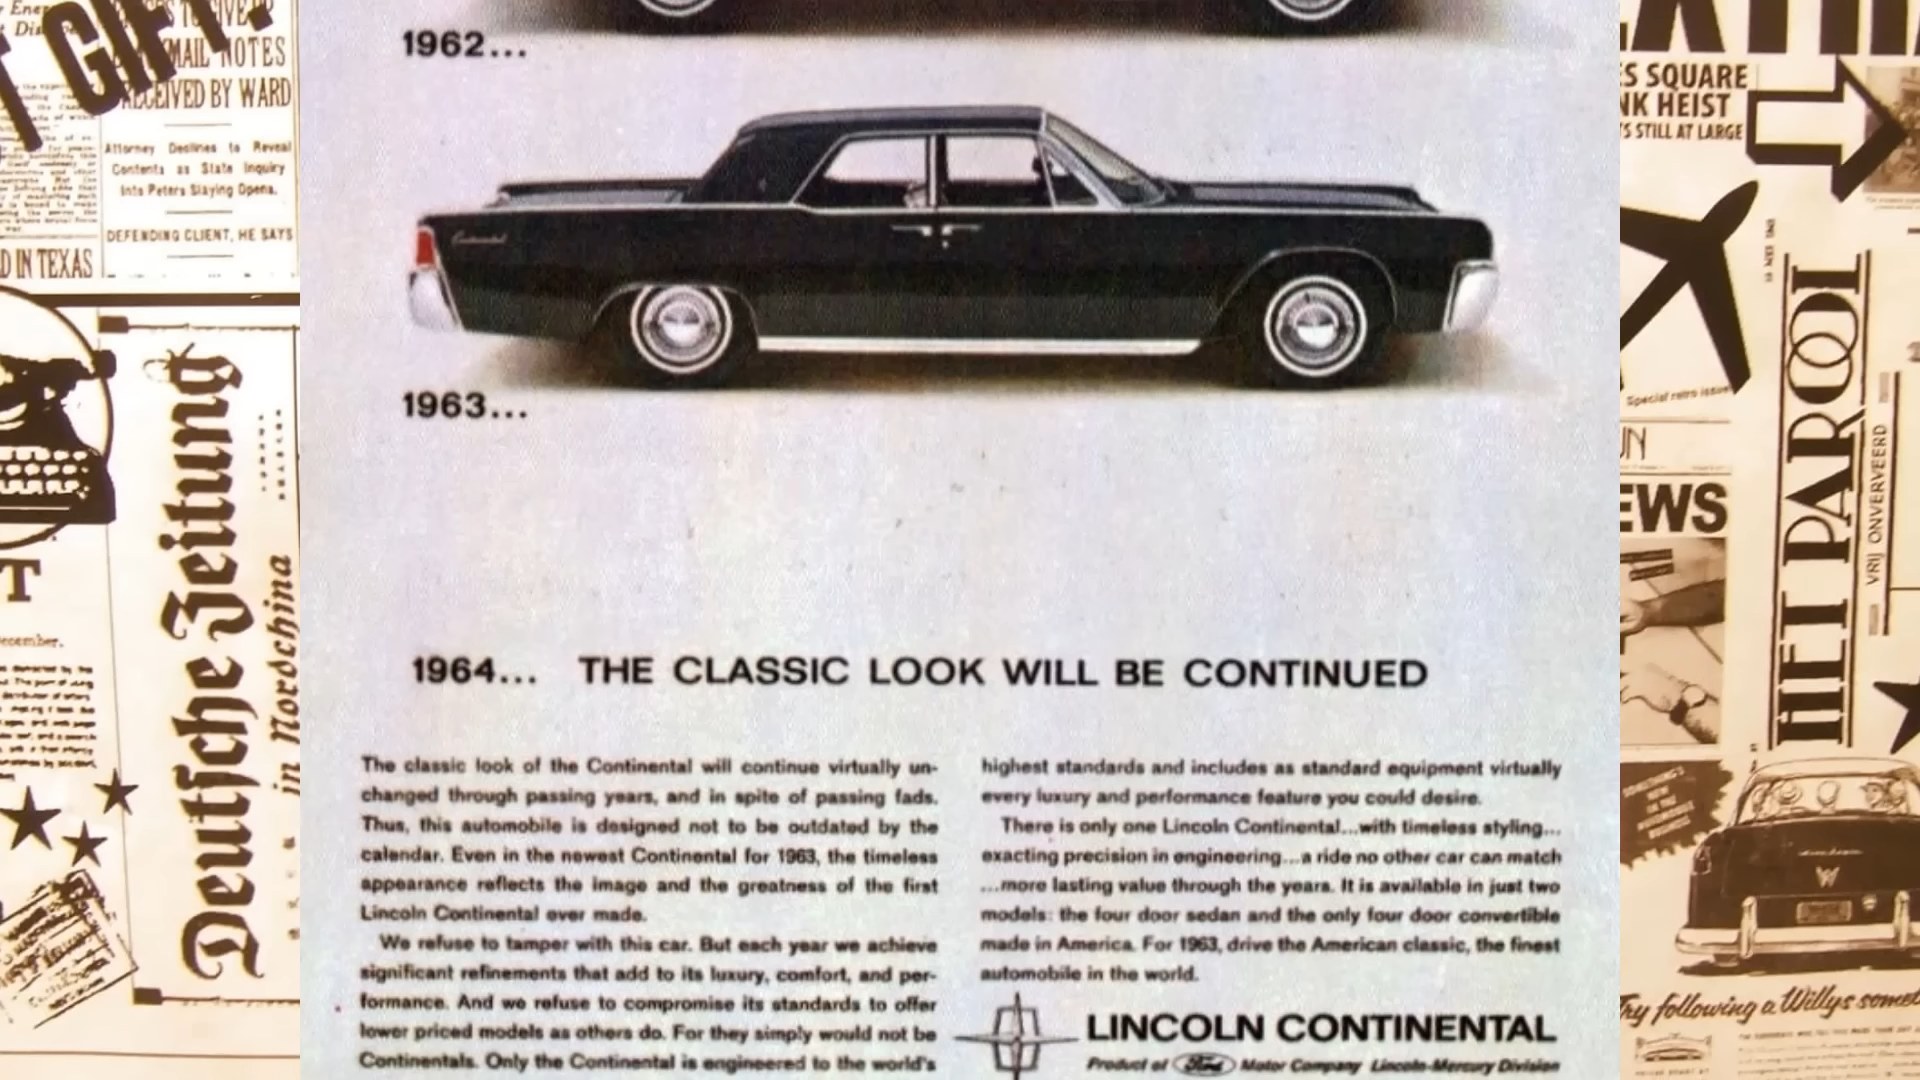 T GIFT!
MAIL NOTES
RECEIVED BY WARD
Attorney Declines to Reveal
Contents as State Inquiry
Into Peters Slaying Opens.
DEFENDING CLIENT, HE SAYS
D IN TEXAS
Deutsche Zeitung
in Nordchina
T
ecember.
1962...
Continental
1963...
1964... THE CLASSIC LOOK WILL BE CONTINUED
The classic look of the Continental will continue virtually un-
changed through passing years, and in spite of passing fads.
Thus, this automobile is designed not to be outdated by the
calendar. Even in the newest Continental for 1963, the timeless
appearance reflects the image and the greatness of the first
Lincoln Continental ever made.
We refuse to tamper with this car. But each year we achieve
significant refinements that add to its luxury, comfort, and per-
formance. And we refuse to compromise its standards to offer
lower priced models as others do. For they simply would not be
Continentals. Only the Continental is engineered to the world's
highest standards and includes as standard equipment virtually
every luxury and performance feature you could desire.
There is only one Lincoln Continental...with timeless styling...
exacting precision in engineering...a ride no other car can match
...more lasting value through the years. It is available in just two
models: the four door sedan and the only four door convertible
made in America. For 1963, drive the American classic, the finest
automobile in the world.
LINCOLN CONTINENTAL
Product of Ford Motor Company Lincoln-Mercury Division
S SQUARE
NK HEIST
S STILL AT LARGE
Special retro issue
EWS
HET PAROOL
VRIJ ONVERVEERD
W
Try following a Willys